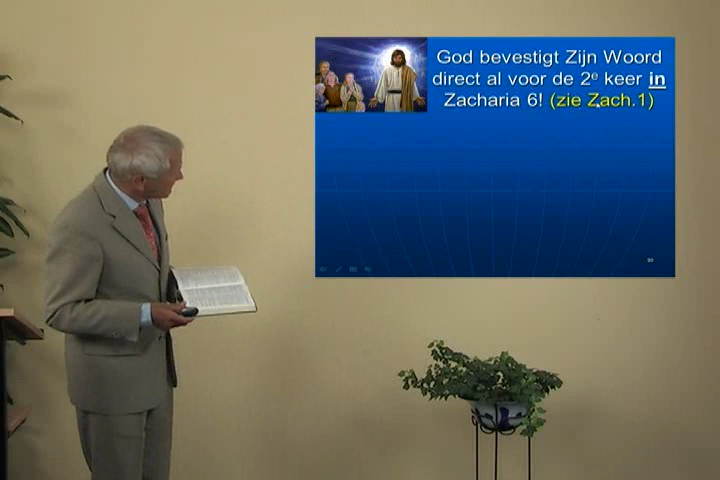 God bevestigt Zijn Woord
direct al voor de 2e keer in
Zacharia 6! (zie Zach.1)